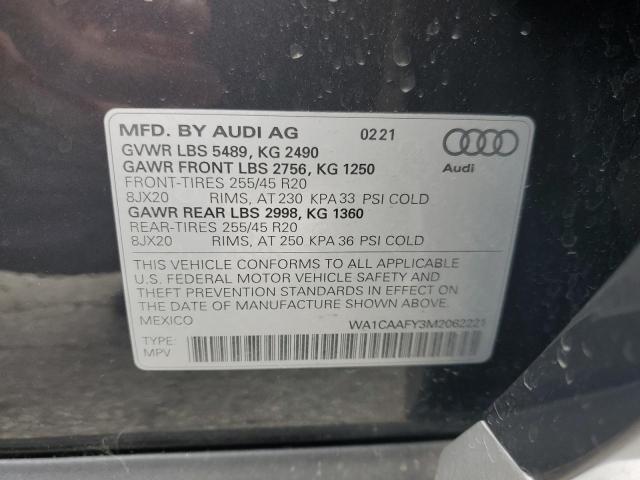 MFD. BY AUDI AG 0221
GVWR LBS 5489, KG 2490
GAWR FRONT LBS 2756, KG 1250
FRONT-TIRES 255/45 R20
8JX20 RIMS, AT 230 KPA 33 PSI COLD
GAWR REAR LBS 2998, KG 1360
REAR-TIRES 255/45 R20
8JX20 RIMS, AT 250 KPA 36 PSI COLD
Audi
THIS VEHICLE CONFORMS TO ALL APPLICABLE
U.S. FEDERAL MOTOR VEHICLE SAFETY AND
THEFT PREVENTION STANDARDS IN EFFECT ON
THE DATE OF MANUFACTURE SHOWN ABOVE.
MEXICO WA1CAAFY3M2062221
TYPE:
MPV